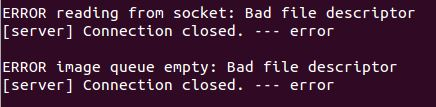 ERROR reading from socket: Bad file descriptor
[server] Connection closed. --- error
ERROR image queue empty: Bad file descriptor
[server] Connection closed. --- error